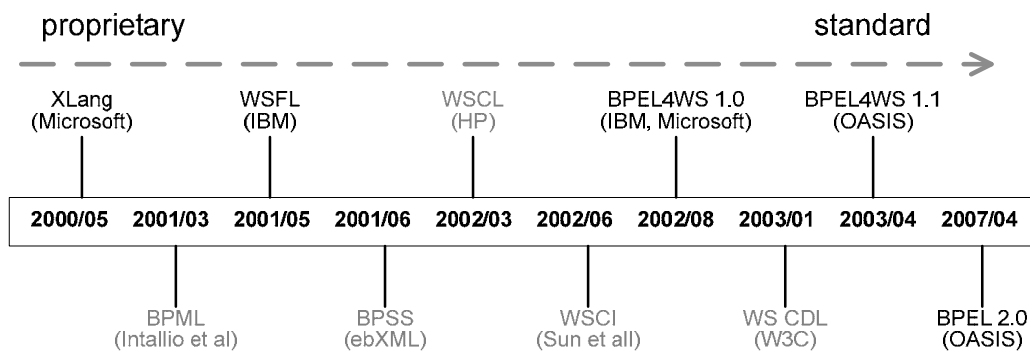 proprietary standard
XLang WSFL WSCL BPEL4WS 1.0 BPEL4WS 1.1
(Microsoft) (IBM) (HP) (IBM, Microsoft) (OASIS)
2000/05 2001/03 2001/05 2001/06 2002/03 2002/06 2002/08 2003/01 2003/04 2007/04
BPML BPSS WSCI WS CDL BPEL 2.0
(Intallio et al) (ebXML) (Sun et all) (W3C) (OASIS)